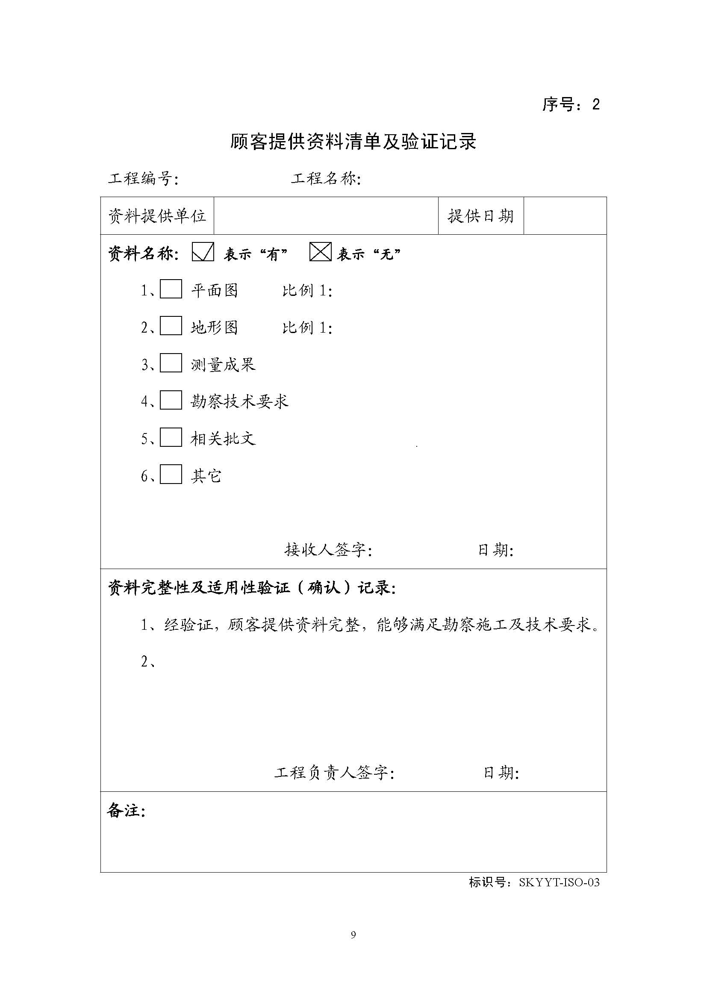 序号：2
顾客提供资料清单及验证记录
工程编号： 工程名称：
资料提供单位 提供日期
资料名称： 表示“有” 表示“无”
1、 平面图 比例 1：
2、 地形图 比例 1：
3、 测量成果
4、 勘察技术要求
5、 相关批文
6、 其它
接收人签字： 日期：
资料完整性及适用性验证（确认）记录：
1、经验证，顾客提供资料完整，能够满足勘察施工及技术要求。
2、
工程负责人签字： 日期：
备注：
标识号：SKYYT-ISO-03
9